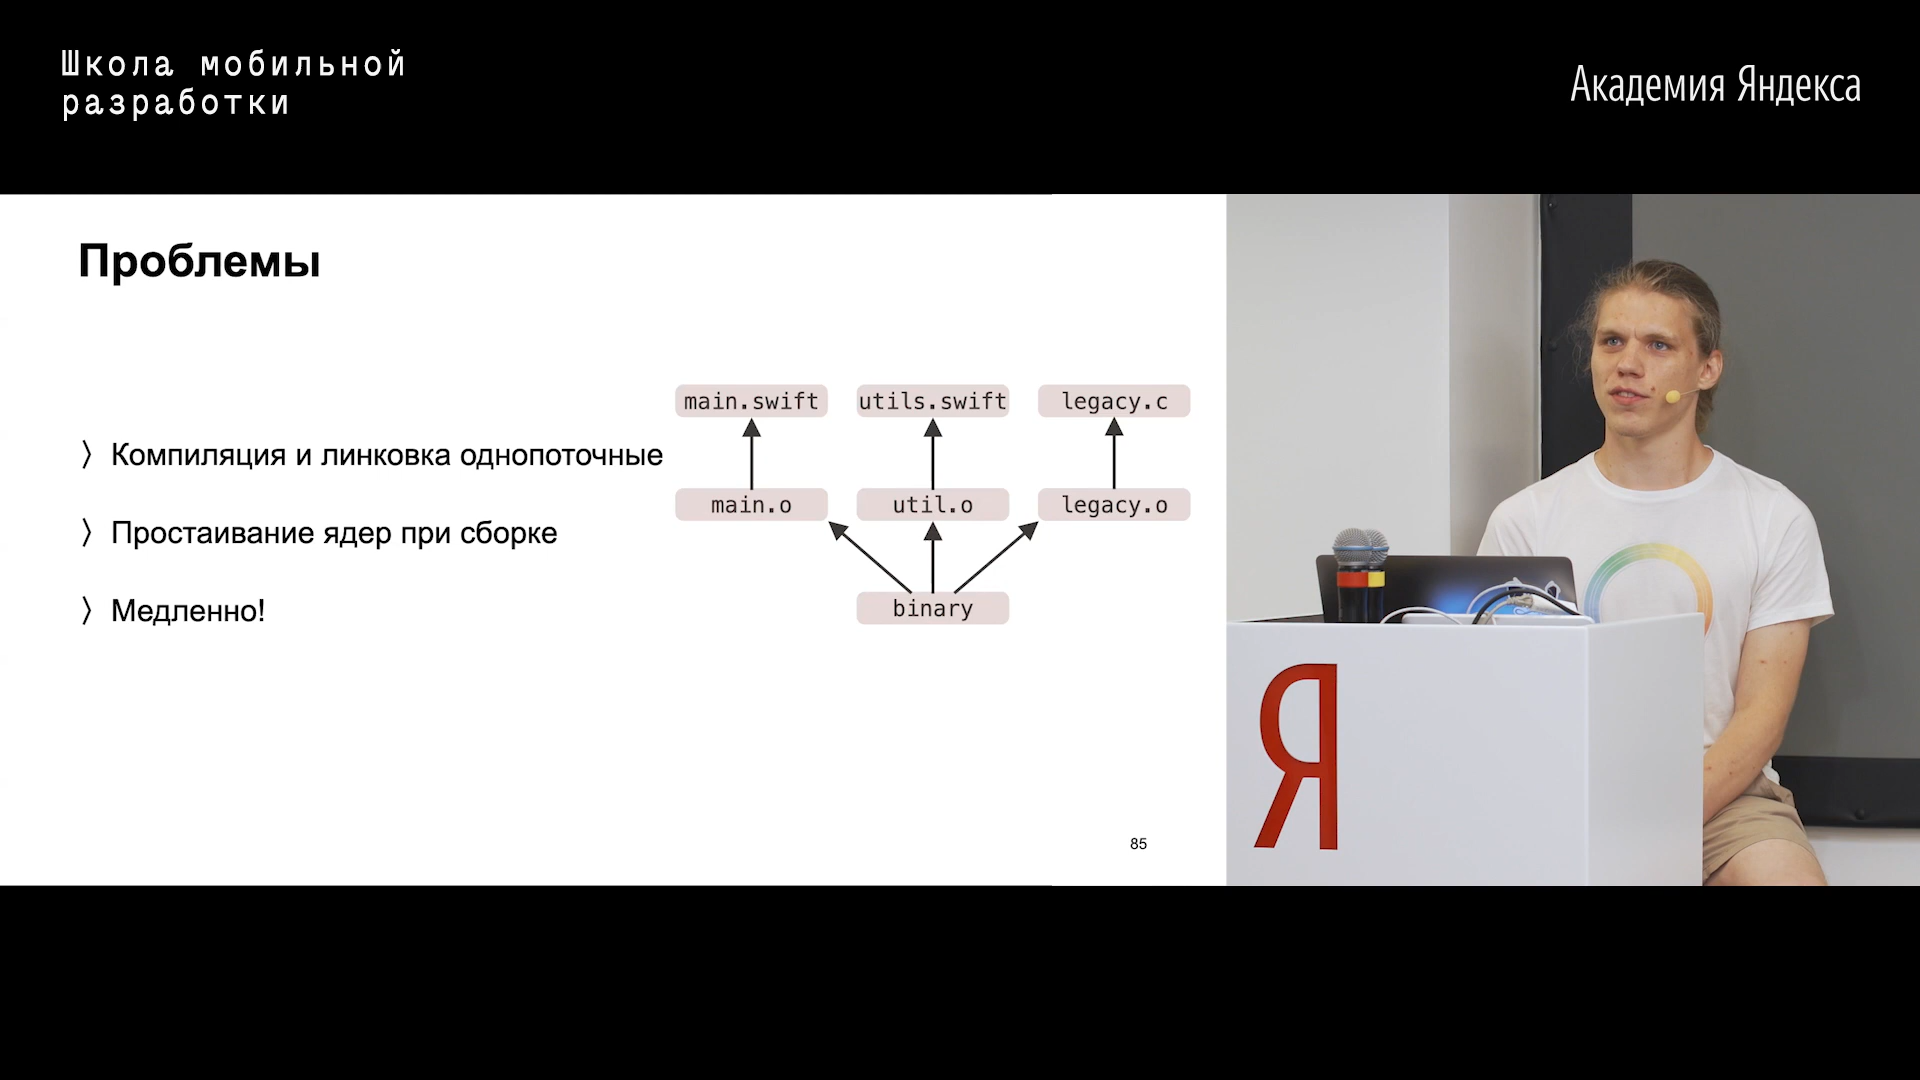 Школа мобильной
разработки
Академия Яндекса
Проблемы
〉 Компиляция и линковка однопоточные
〉 Простаивание ядер при сборке
〉 Медленно!
main.swift utils.swift legacy.c
main.o util.o legacy.o
binary
85
Я